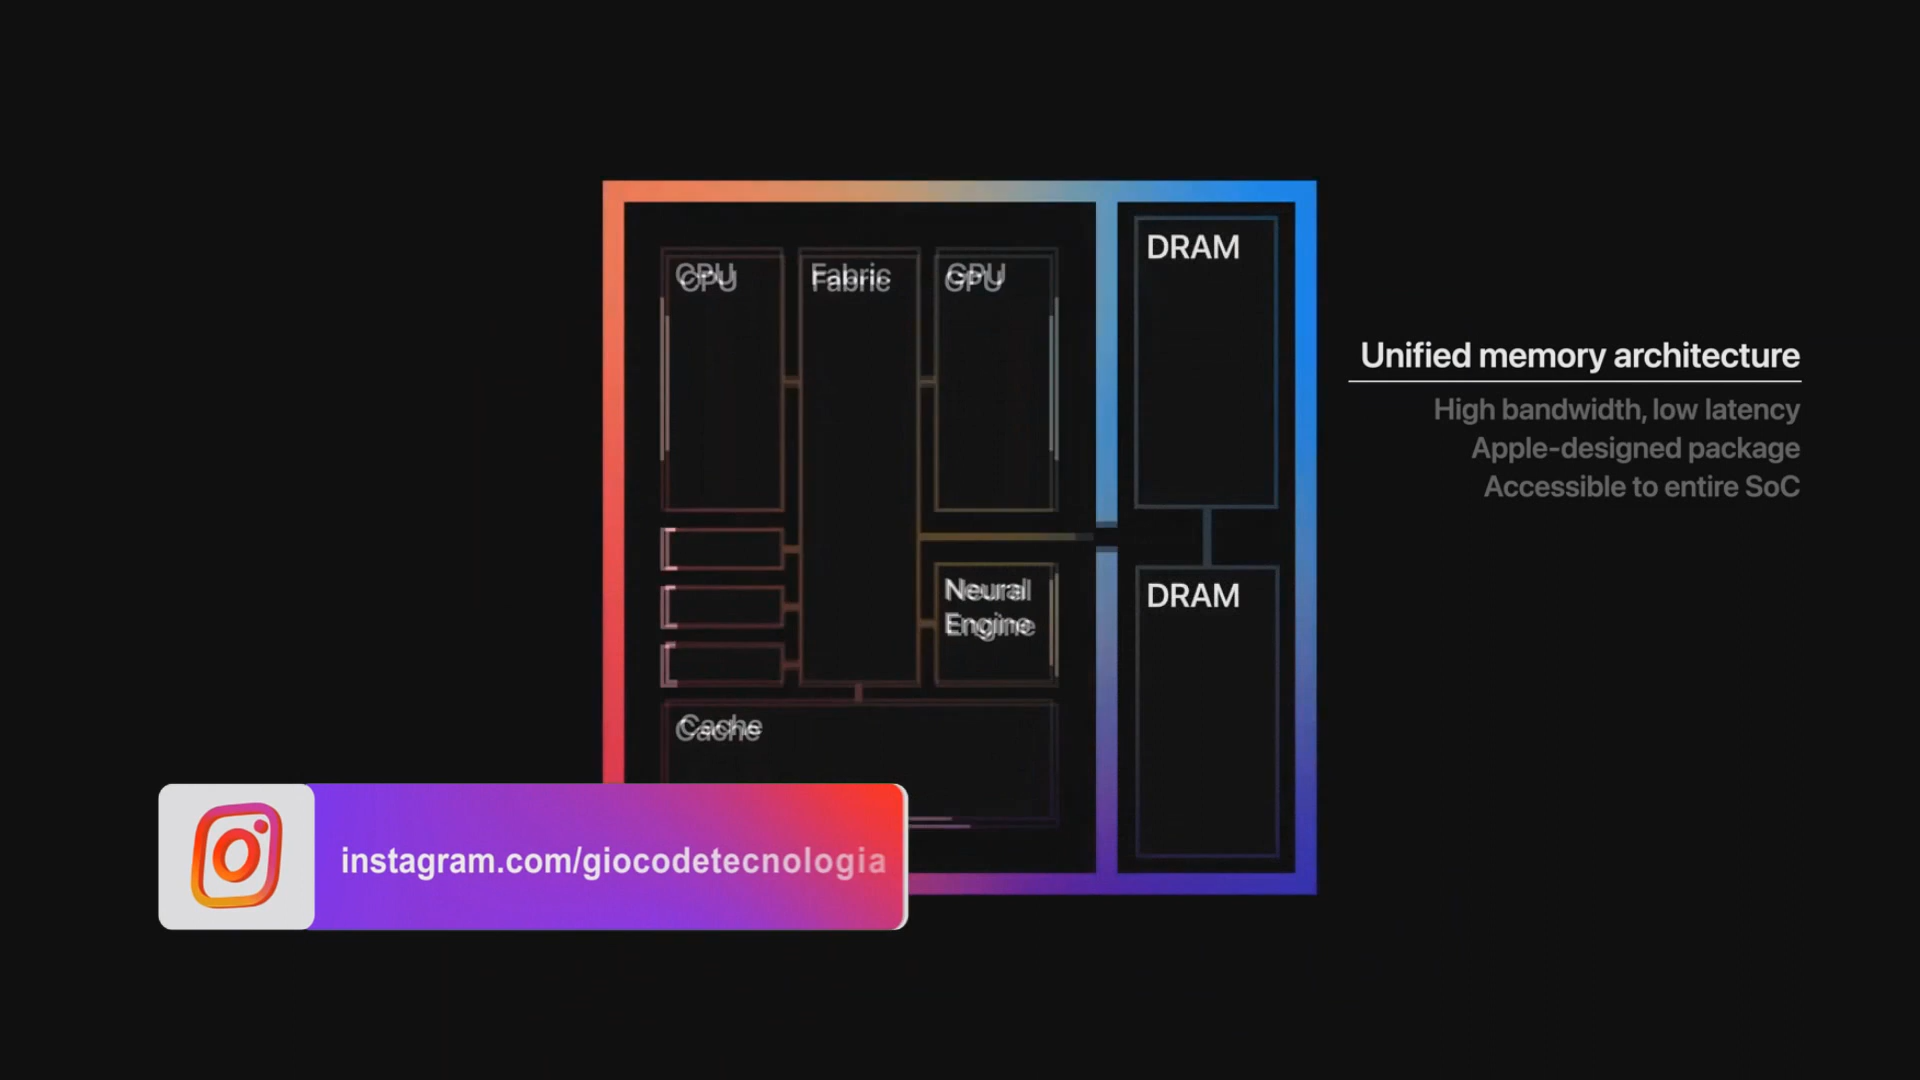 CPU
Fabric
GPU
DRAM
Unified memory architecture
High bandwidth, low latency
Apple-designed package
Accessible to entire SoC
Neural
Engine
DRAM
Cache
instagram.com/giocodetecnologia